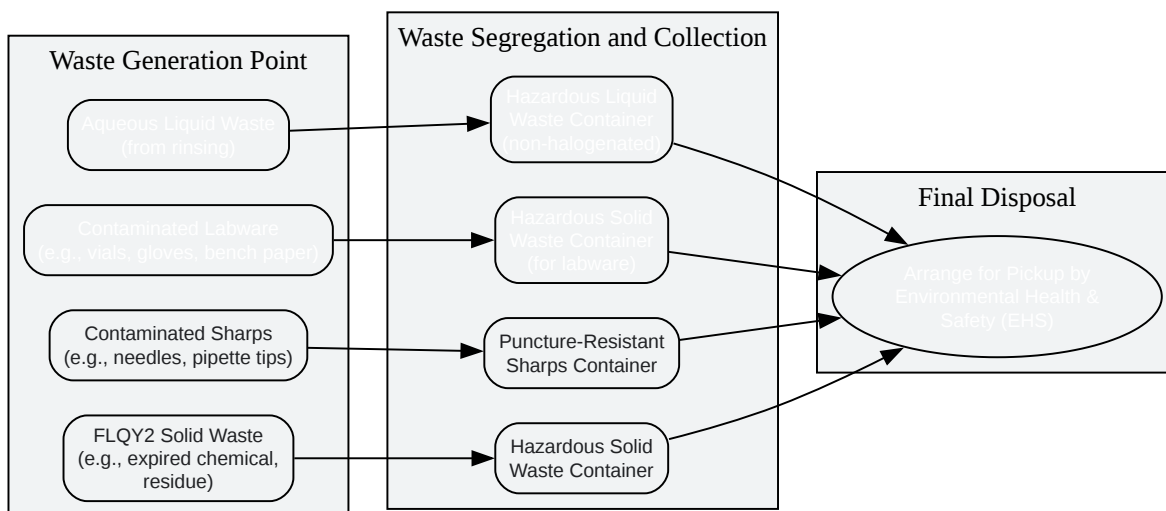 Waste Generation Point
Aqueous Liquid Waste
(from rinsing)
Contaminated Labware
(e.g., vials, gloves, bench paper)
Contaminated Sharps
(e.g., needles, pipette tips)
FLQY2 Solid Waste
(e.g., expired chemical,
residue)
Waste Segregation and Collection
Hazardous Liquid
Waste Container
(non-halogenated)
Hazardous Solid
Waste Container
(for labware)
Puncture-Resistant
Sharps Container
Hazardous Solid
Waste Container
Final Disposal
Arrange for Pickup by
Environmental Health &
Safety (EHS)